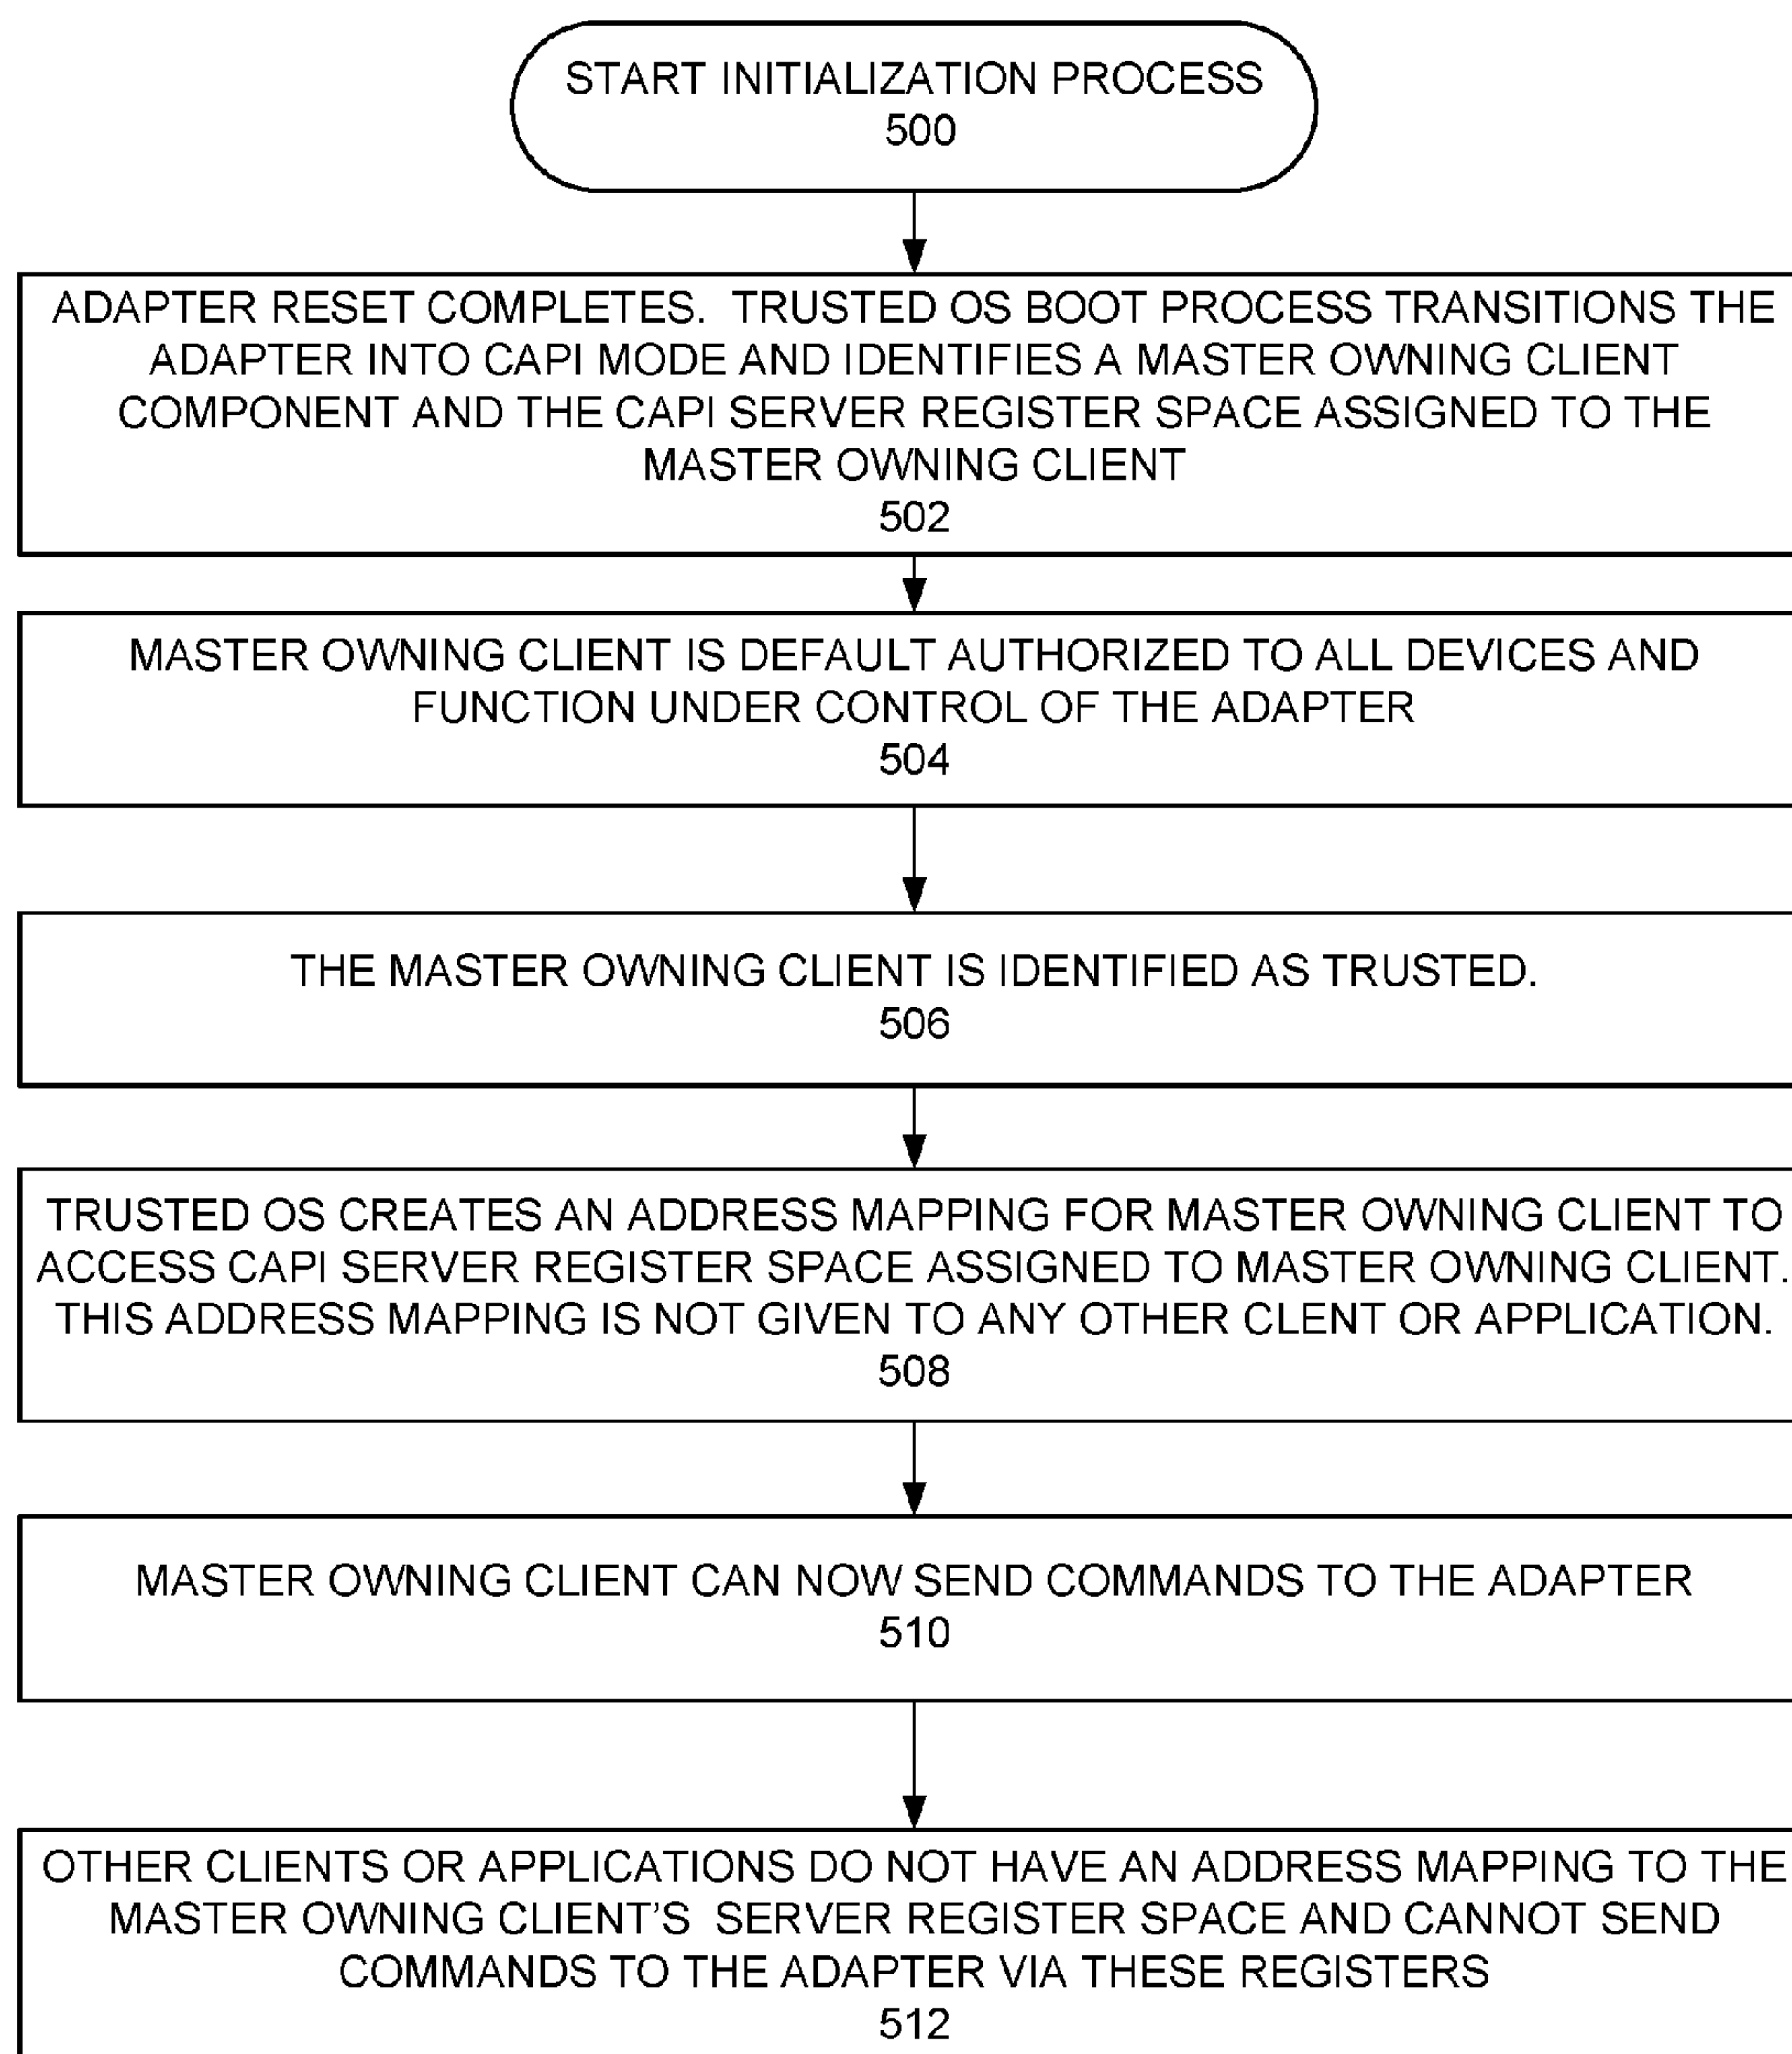 START INITIALIZATION PROCESS
500
ADAPTER RESET COMPLETES. TRUSTED OS BOOT PROCESS TRANSITIONS THE
ADAPTER INTO CAPI MODE AND IDENTIFIES A MASTER OWNING CLIENT
COMPONENT AND THE CAPI SERVER REGISTER SPACE ASSIGNED TO THE
MASTER OWNING CLIENT
502
MASTER OWNING CLIENT IS DEFAULT AUTHORIZED TO ALL DEVICES AND
FUNCTION UNDER CONTROL OF THE ADAPTER
504
THE MASTER OWNING CLIENT IS IDENTIFIED AS TRUSTED.
506
TRUSTED OS CREATES AN ADDRESS MAPPING FOR MASTER OWNING CLIENT TO
ACCESS CAPI SERVER REGISTER SPACE ASSIGNED TO MASTER OWNING CLIENT.
THIS ADDRESS MAPPING IS NOT GIVEN TO ANY OTHER CLENT OR APPLICATION.
508
MASTER OWNING CLIENT CAN NOW SEND COMMANDS TO THE ADAPTER
510
OTHER CLIENTS OR APPLICATIONS DO NOT HAVE AN ADDRESS MAPPING TO THE
MASTER OWNING CLIENT'S SERVER REGISTER SPACE AND CANNOT SEND
COMMANDS TO THE ADAPTER VIA THESE REGISTERS
512